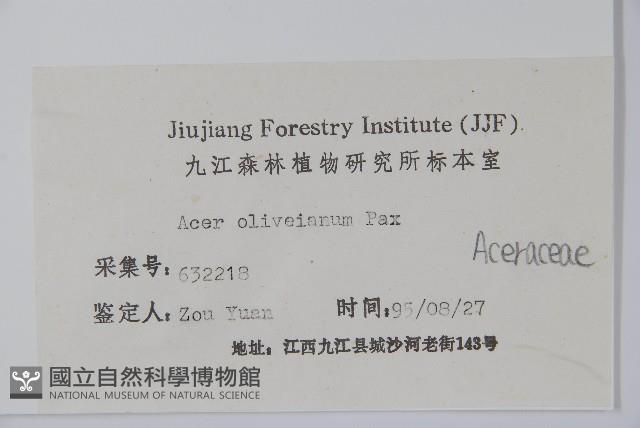 Jiujiang Forestry Institute (JJF).
九江森林植物研究所标本室
Acer oliveianum Pax
Aceraceae
采集号: 632218
鉴定人: Zou Yuan 时间: 95/08/27
地址: 江西九江县城沙河老街143号
國立自然科學博物館
NATIONAL MUSEUM OF NATURAL SCIENCE